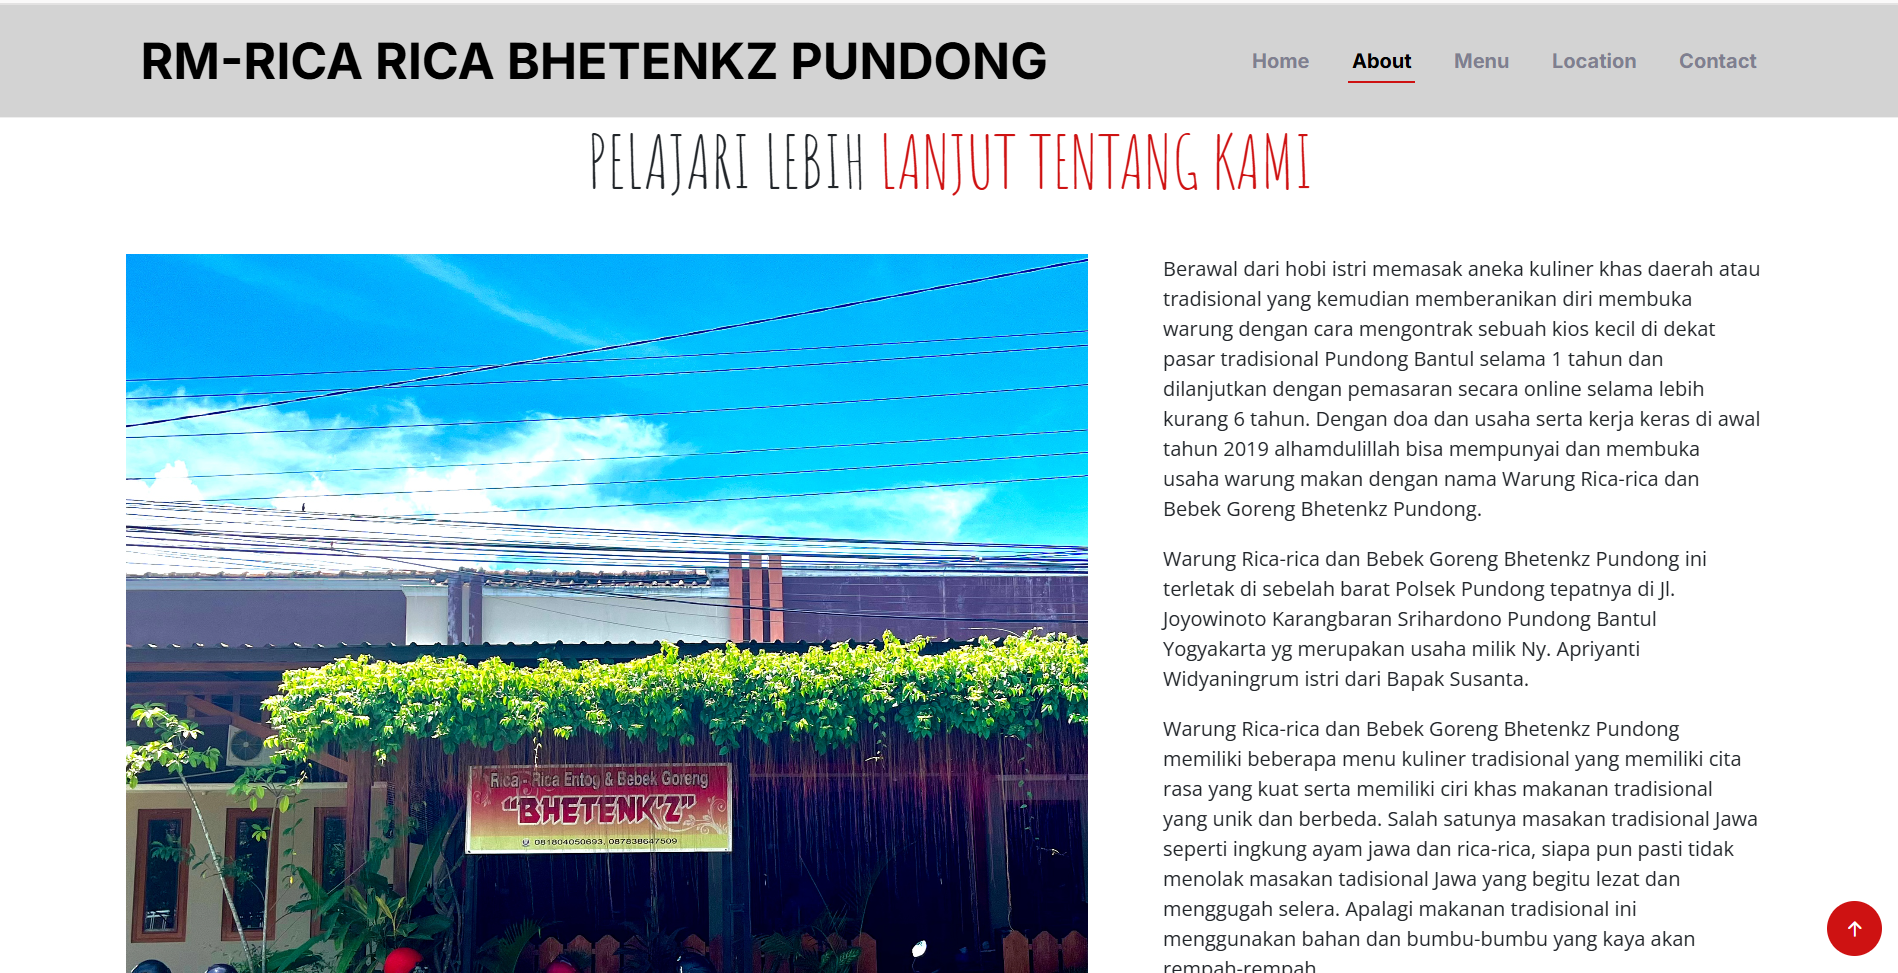 RM-RICA RICA BHETENKZ PUNDONG
Home About Menu Location Contact
PELAJARI LEBIH LANJUT TENTANG KAMI
Rica - Rica Entog & Bebek Goreng
"BHETENK'Z"
081804050693, 087838647509
Berawal dari hobi istri memasak aneka kuliner khas daerah atau
tradisional yang kemudian memberanikan diri membuka
warung dengan cara mengontrak sebuah kios kecil di dekat
pasar tradisional Pundong Bantul selama 1 tahun dan
dilanjutkan dengan pemasaran secara online selama lebih
kurang 6 tahun. Dengan doa dan usaha serta kerja keras di awal
tahun 2019 alhamdulillah bisa mempunyai dan membuka
usaha warung makan dengan nama Warung Rica-rica dan
Bebek Goreng Bhetenkz Pundong.
Warung Rica-rica dan Bebek Goreng Bhetenkz Pundong ini
terletak di sebelah barat Polsek Pundong tepatnya di Jl.
Joyowinoto Karangbaran Srihardono Pundong Bantul
Yogyakarta yg merupakan usaha milik Ny. Apriyanti
Widyaningrum istri dari Bapak Susanta.
Warung Rica-rica dan Bebek Goreng Bhetenkz Pundong
memiliki beberapa menu kuliner tradisional yang memiliki cita
rasa yang kuat serta memiliki ciri khas makanan tradisional
yang unik dan berbeda. Salah satunya masakan tradisional Jawa
seperti ingkung ayam jawa dan rica-rica, siapa pun pasti tidak
menolak masakan tadisional Jawa yang begitu lezat dan
menggugah selera. Apalagi makanan tradisional ini
menggunakan bahan dan bumbu-bumbu yang kaya akan
rempah-rempah